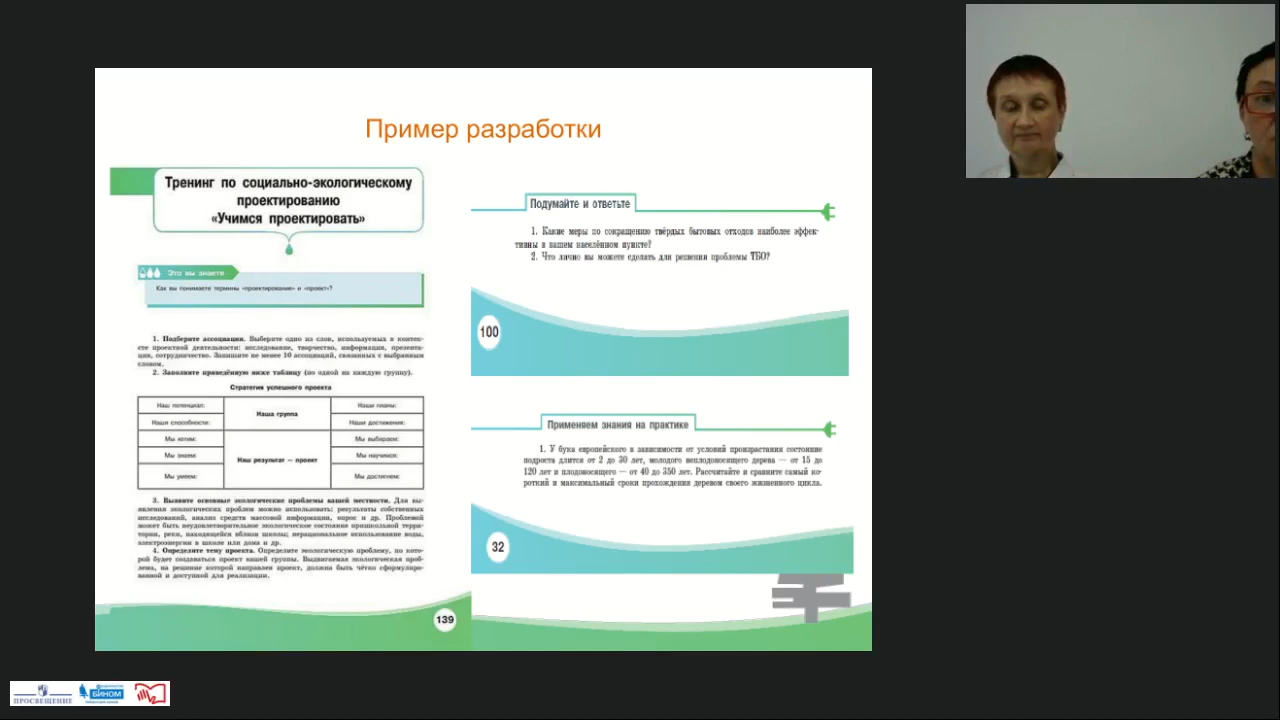 Пример разработки
Тренинг по социально-экологическому
проектированию
«Учимся проектировать»
Это вы знаете
Как вы понимаете термины «проектирование» и «проект»?
1. Подберите ассоциации. Выберите одно из слов, используемых в контек-
сте проектной деятельности: исследование, творчество, информация, презента-
ция, сотрудничество. Запишите не менее 10 ассоциаций, связанных с выбранным
словом.
2. Заполните приведённую ниже таблицу (по одной на каждую группу).
Стратегия успешного проекта
Наш потенциал:
Наша группа
Наши планы:
Наши способности:
Наши достижения:
Мы хотим:
Наш результат — проект
Мы выбираем:
Мы знаем:
Мы научимся:
Мы умеем:
Мы достигнем:
3. Выявите основные экологические проблемы вашей местности. Для вы-
явления экологических проблем можно использовать: результаты собственных
исследований, анализ средств массовой информации, опрос и др. Проблемой
может быть неудовлетворительное экологическое состояние пришкольной терри-
тории, реки, находящейся вблизи школы; нерациональное использование воды,
электроэнергии в школе или дома и др.
4. Определите тему проекта. Определите экологическую проблему, по кото-
рой будет создаваться проект вашей группы. Выдвигаемая экологическая проб-
лема, на решение которой направлен проект, должна быть чётко сформулиро-
ванной и доступной для реализации.
139
Подумайте и ответьте
1. Какие меры по сокращению твёрдых бытовых отходов наиболее эффек-
тивны в вашем населённом пункте?
2. Что лично вы можете сделать для решения проблемы ТБО?
100
Применяем знания на практике
1. У бука европейского в зависимости от условий произрастания состояние
подроста длится от 2 до 30 лет, молодого неплодоносящего дерева — от 15 до
120 лет и плодоносящего — от 40 до 350 лет. Рассчитайте и сравните самый ко-
роткий и максимальный сроки прохождения деревом своего жизненного цикла.
32
ПРОСВЕЩЕНИЕ
БИНОМ